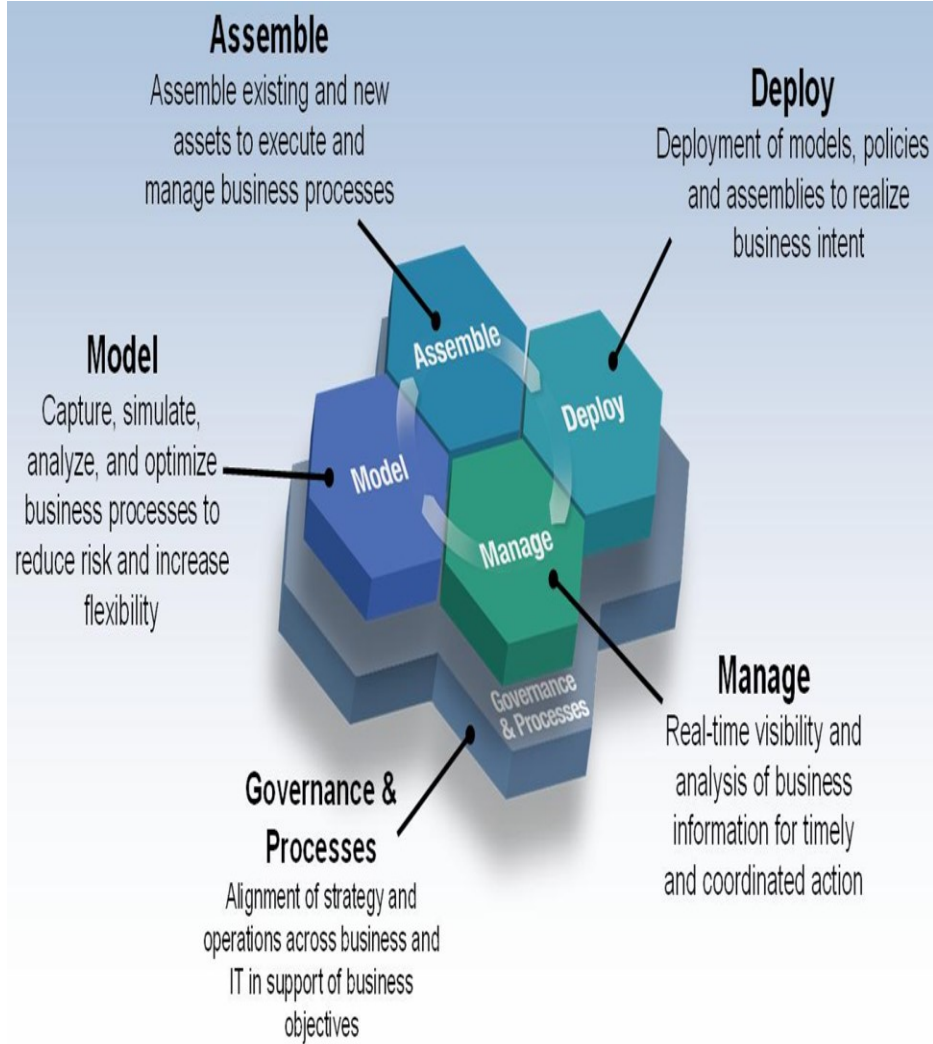 Assemble
Assemble existing and new
assets to execute and
manage business processes
Deploy
Deployment of models, policies
and assemblies to realize
business intent
Model
Capture, simulate,
analyze, and optimize
business processes to
reduce risk and increase
flexibility
Assemble
Deploy
Model
Manage
Governance
& Processes
Manage
Real-time visibility and
analysis of business
information for timely
and coordinated action
Governance &
Processes
Alignment of strategy and
operations across business and
IT in support of business
objectives